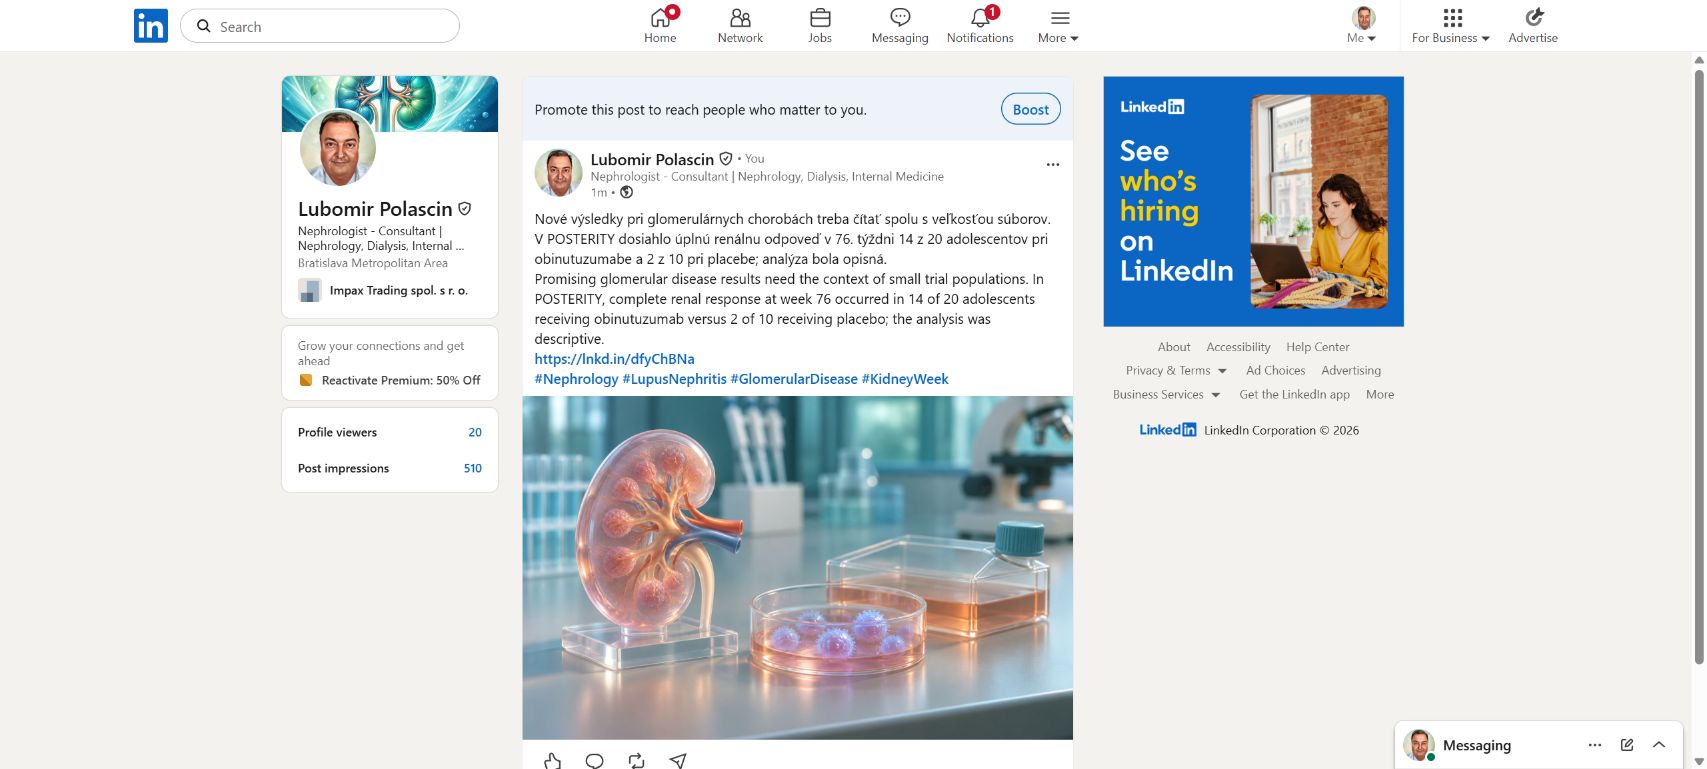 in
Search
Home
1
Network
Jobs
Messaging
Notifications
More
Me
For Business
Advertise
Lubomir Polascin
Nephrologist - Consultant |
Nephrology, Dialysis, Internal ...
Bratislava Metropolitan Area
Impax Trading spol. s r. o.
Grow your connections and get
ahead
Reactivate Premium: 50% Off
Profile viewers 20
Post impressions 510
Promote this post to reach people who matter to you.
Boost
Lubomir Polascin • You
Nephrologist - Consultant | Nephrology, Dialysis, Internal Medicine
1m •
Nové výsledky pri glomerulárnych chorobách treba čítať spolu s veľkosťou súborov.
V POSTERITY dosiahlo úplnú renálnu odpoveď v 76. týždni 14 z 20 adolescentov pri
obinutuzumabe a 2 z 10 pri placebe; analýza bola opisná.
Promising glomerular disease results need the context of small trial populations. In
POSTERITY, complete renal response at week 76 occurred in 14 of 20 adolescents
receiving obinutuzumab versus 2 of 10 receiving placebo; the analysis was
descriptive.
https://lnkd.in/dfyChBNa
#Nephrology #LupusNephritis #GlomerularDisease #KidneyWeek
LinkedIn
See
who's
hiring
on
LinkedIn
About Accessibility Help Center
Privacy & Terms Ad Choices Advertising
Business Services Get the LinkedIn app More
LinkedIn LinkedIn Corporation © 2026
Messaging